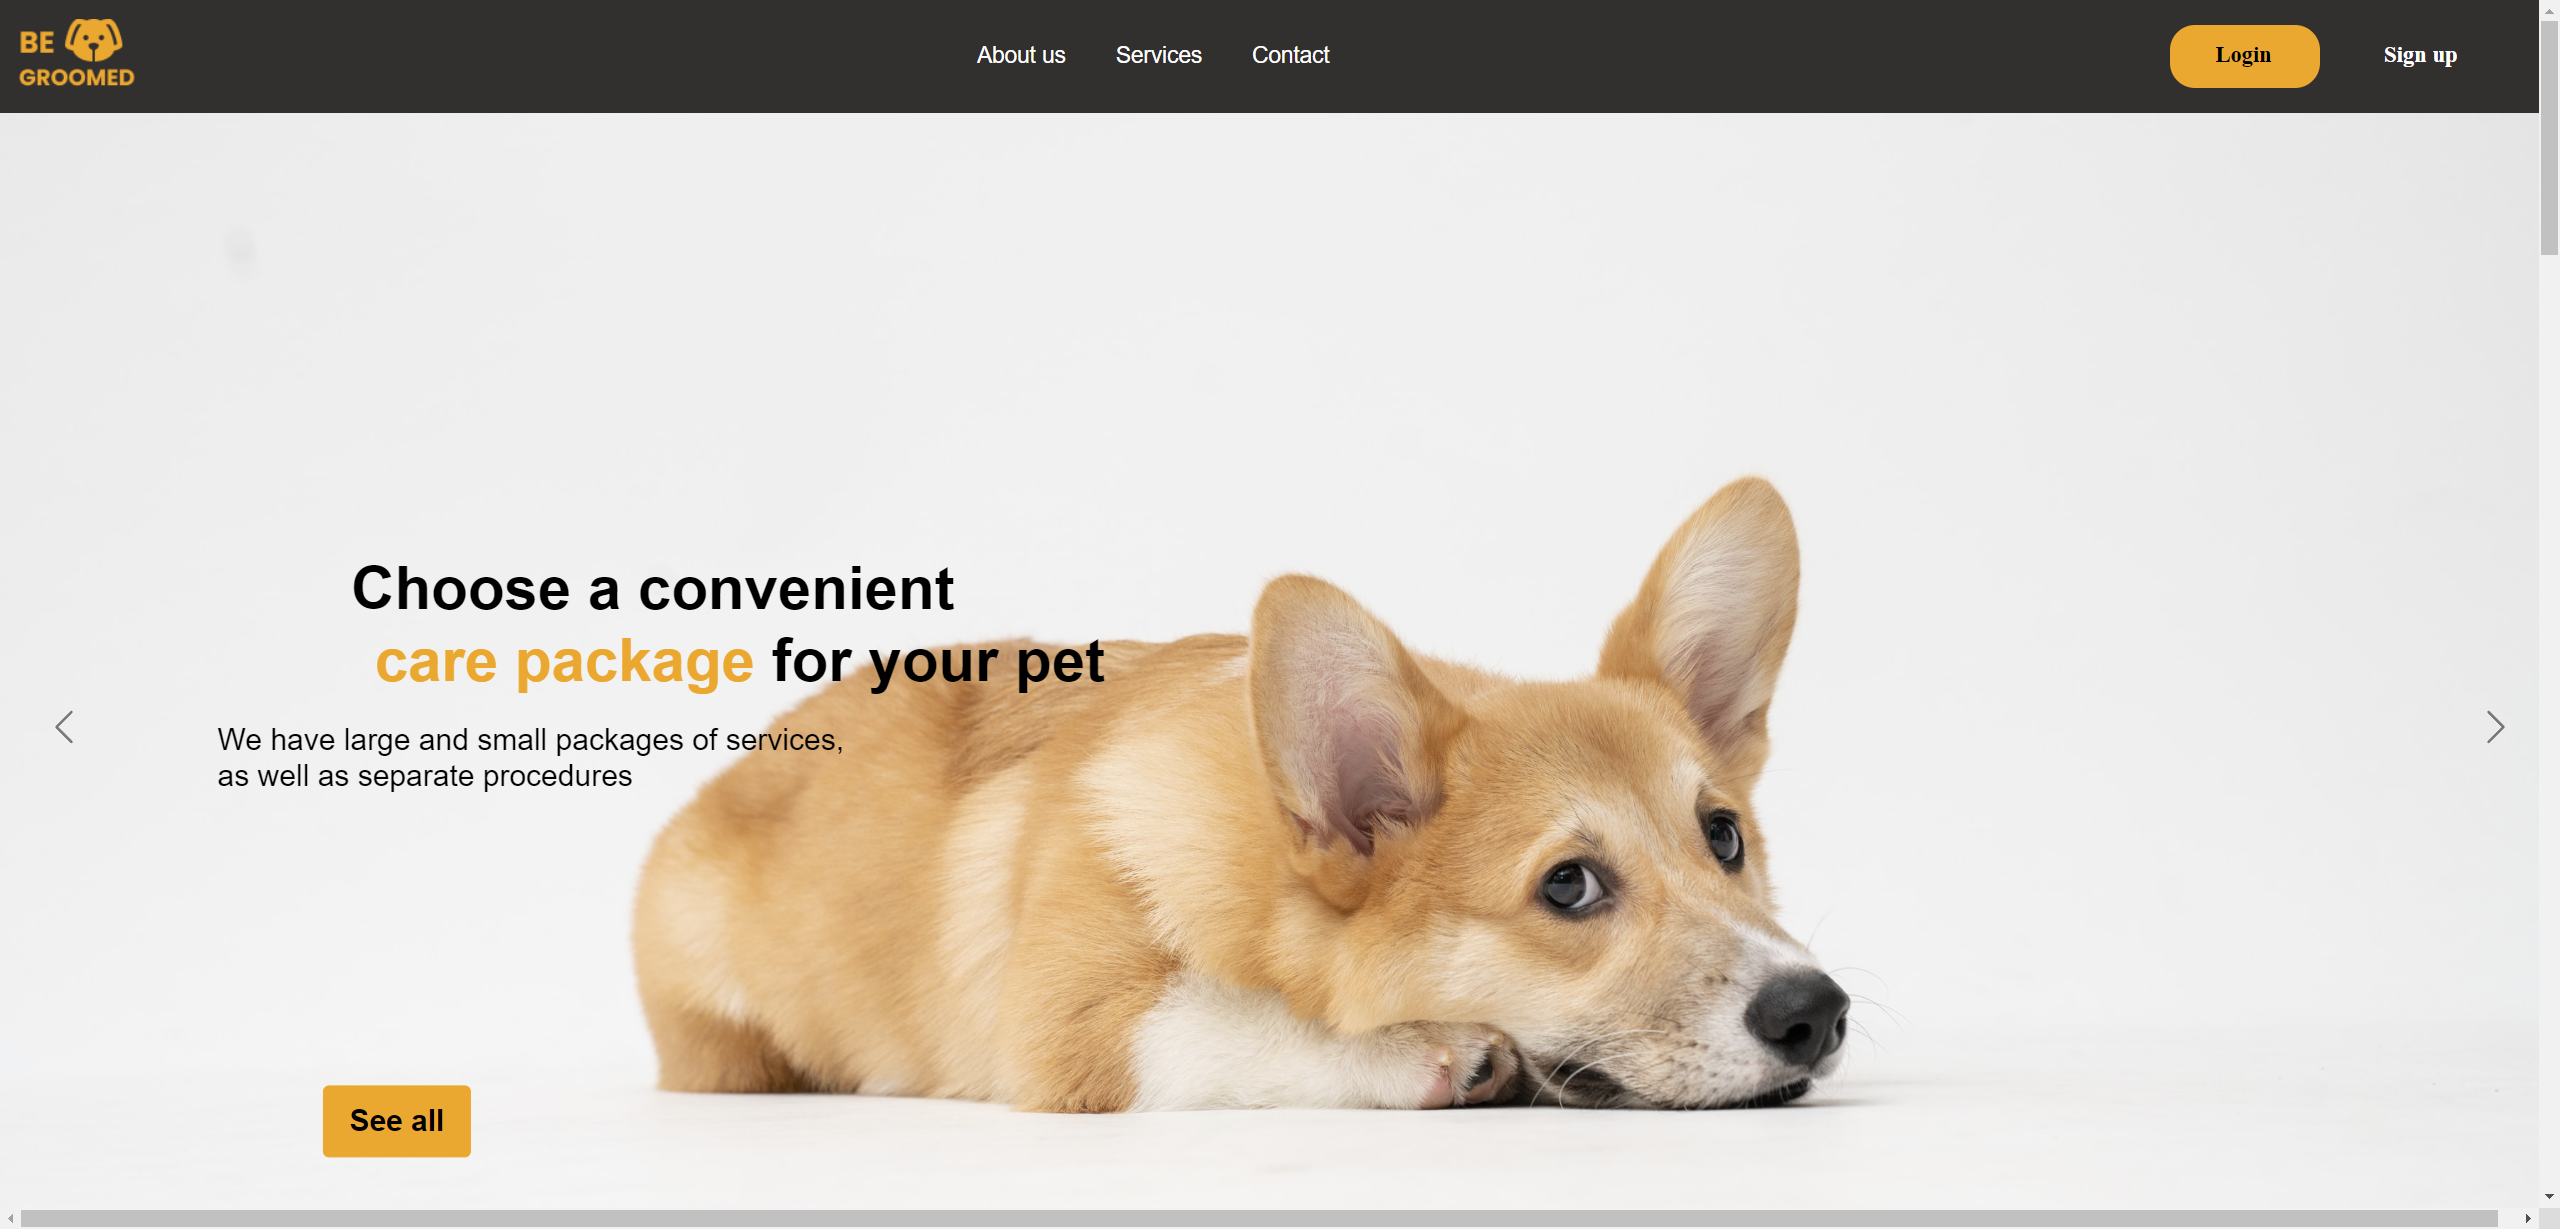 BE
GROOMED
About us
Services
Contact
Login
Sign up
Choose a convenient
care package for your pet
We have large and small packages of services,
as well as separate procedures
See all